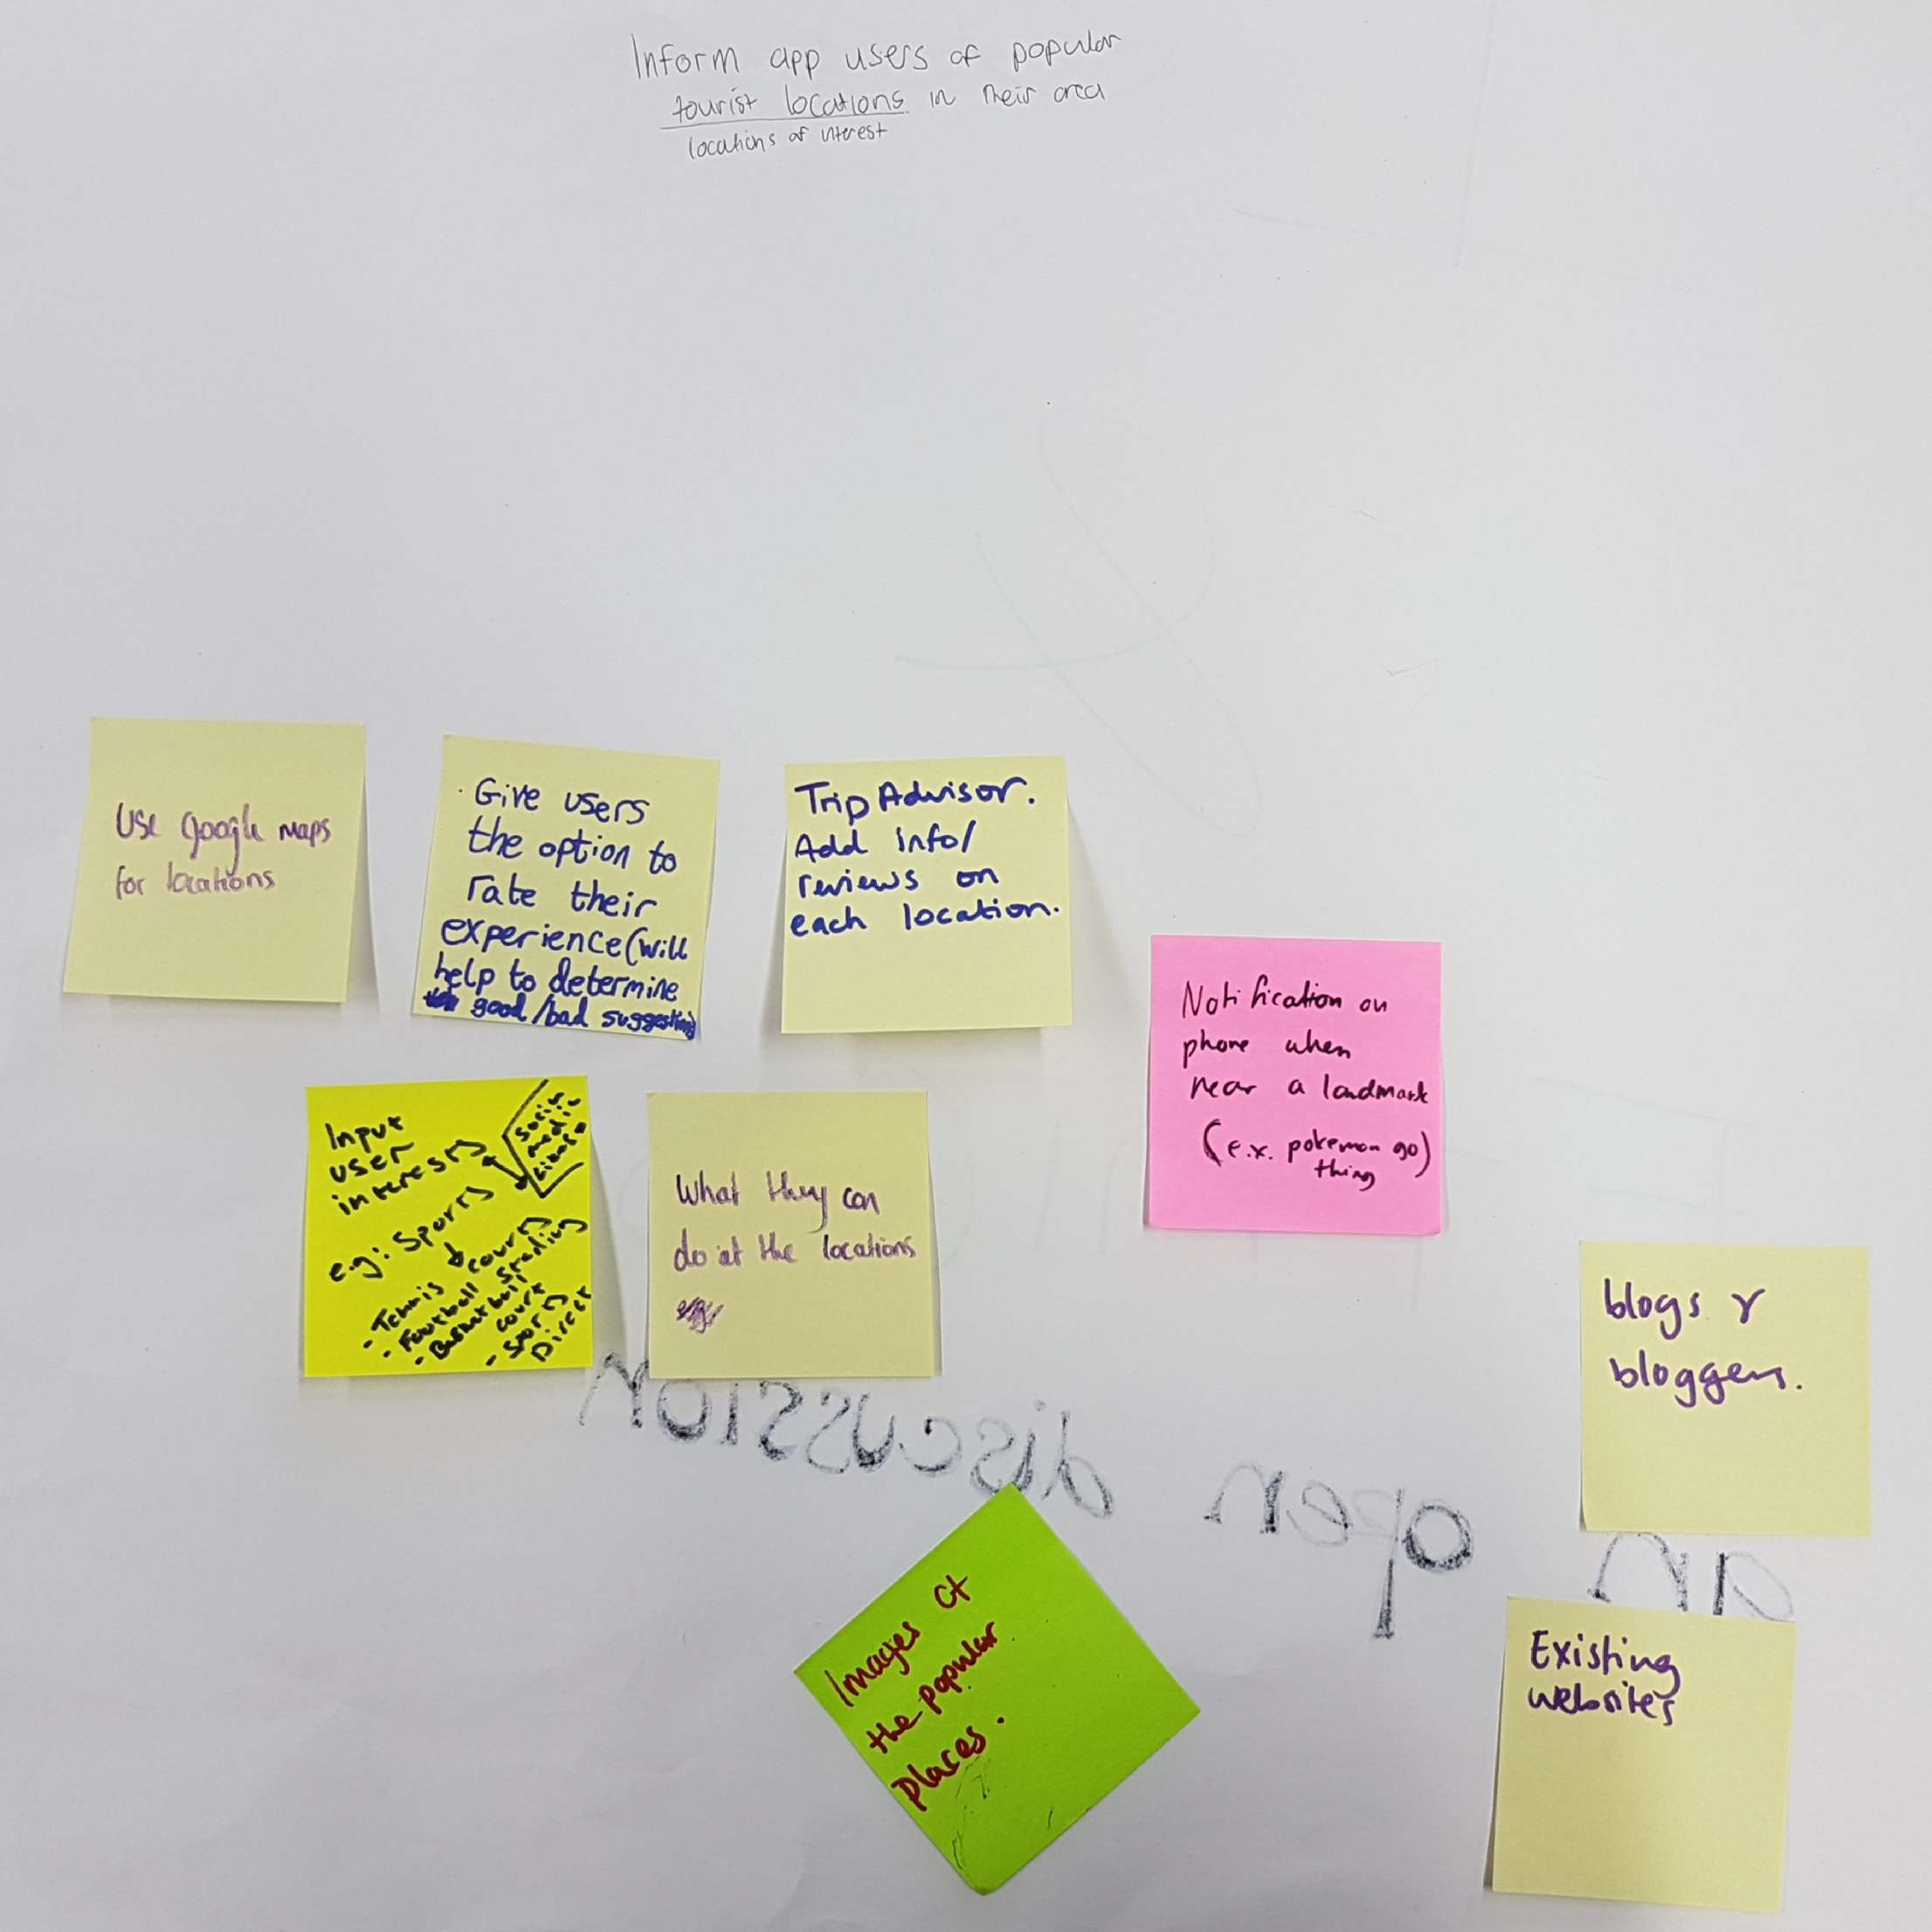 Inform app users of popular
tourist locations in their area
locations of interest
Use google maps
for locations
· Give users
the option to
rate their
experience (will
help to determine
good/bad suggestions
Trip Advisor.
Add info/
reviews on
each location.
Notification on
phone when
near a landmark
(e.x. pokemon go)
thing
Input
user
interests
social
media
likes.
e.g: Sports
· Tennis court
· Football stadium
· Basketball
court
· Sports
Direct
What they can
do at the locations
blogs &
bloggers.
an open discussion
Images of
the popular
places.
Existing
websites